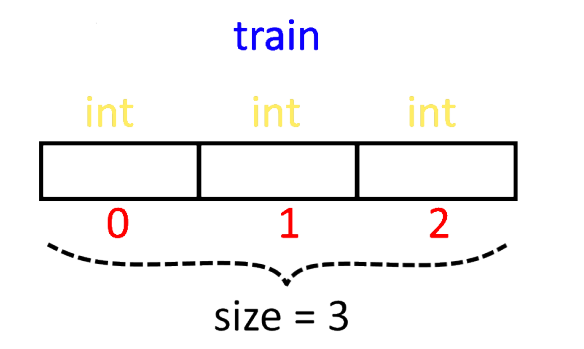 train
int int int
0 1 2
size = 3